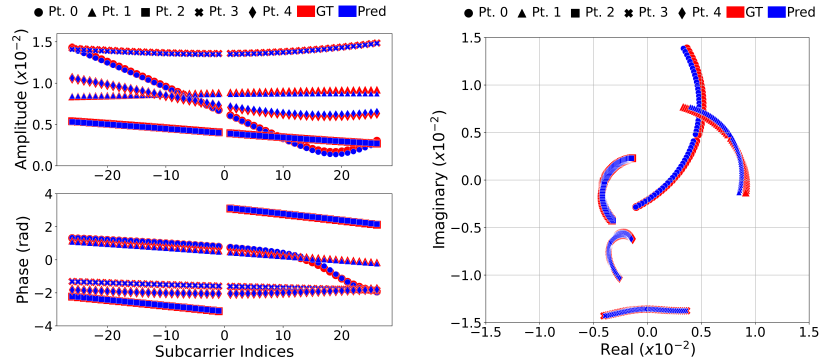 Pt. 0 Pt. 1 Pt. 2 Pt. 3 Pt. 4 GT Pred
Amplitude (x10⁻²)
1.5
1.0
0.5
0.0
−20 −10 0 10 20
Phase (rad)
4
2
0
−2
−4
−20 −10 0 10 20
Subcarrier Indices
Pt. 0 Pt. 1 Pt. 2 Pt. 3 Pt. 4 GT Pred
Imaginary (x10⁻²)
1.5
1.0
0.5
0.0
−0.5
−1.0
−1.5
−1.5 −1.0 −0.5 0.0 0.5 1.0 1.5
Real (x10⁻²)